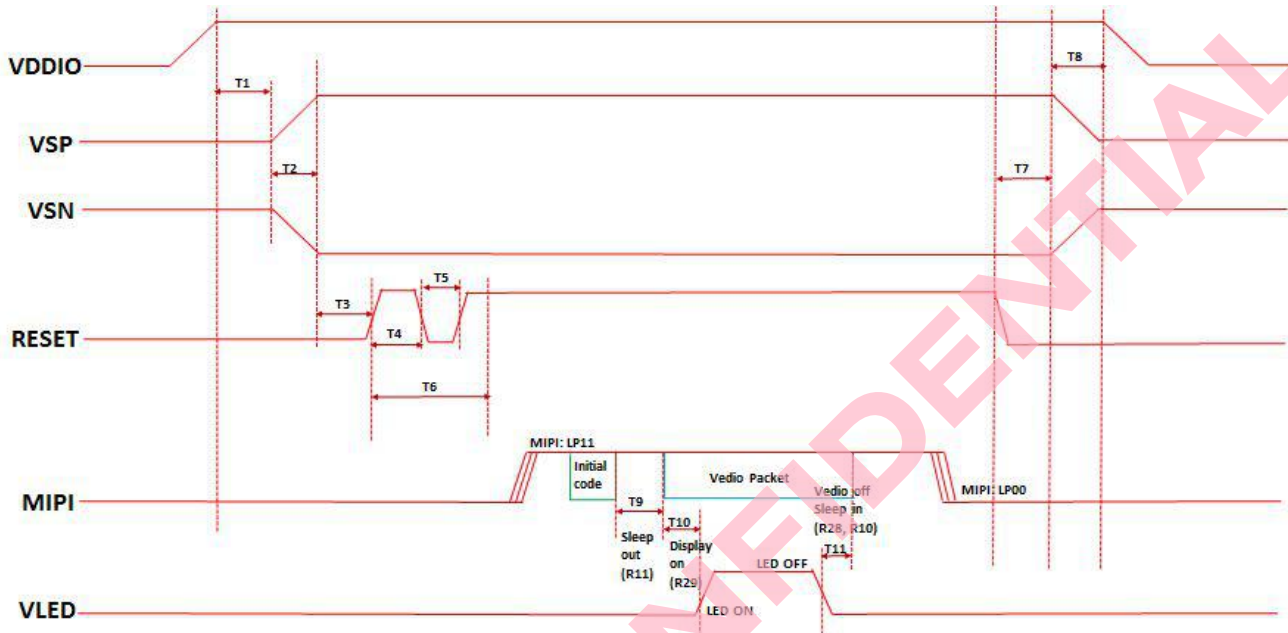 VDDIO
T1
T8
VSP
T2
T7
VSN
T3
T5
T4
RESET
T6
MIPI: LP11
Initial
code
Vedio Packet
MIPI
T9
T10
Vedio off
Sleep in
(R28, R10)
MIPI: LP00
Sleep
out
(R11)
Display
on
(R29)
T11
LED OFF
VLED
LED ON
NFIDENTIAL